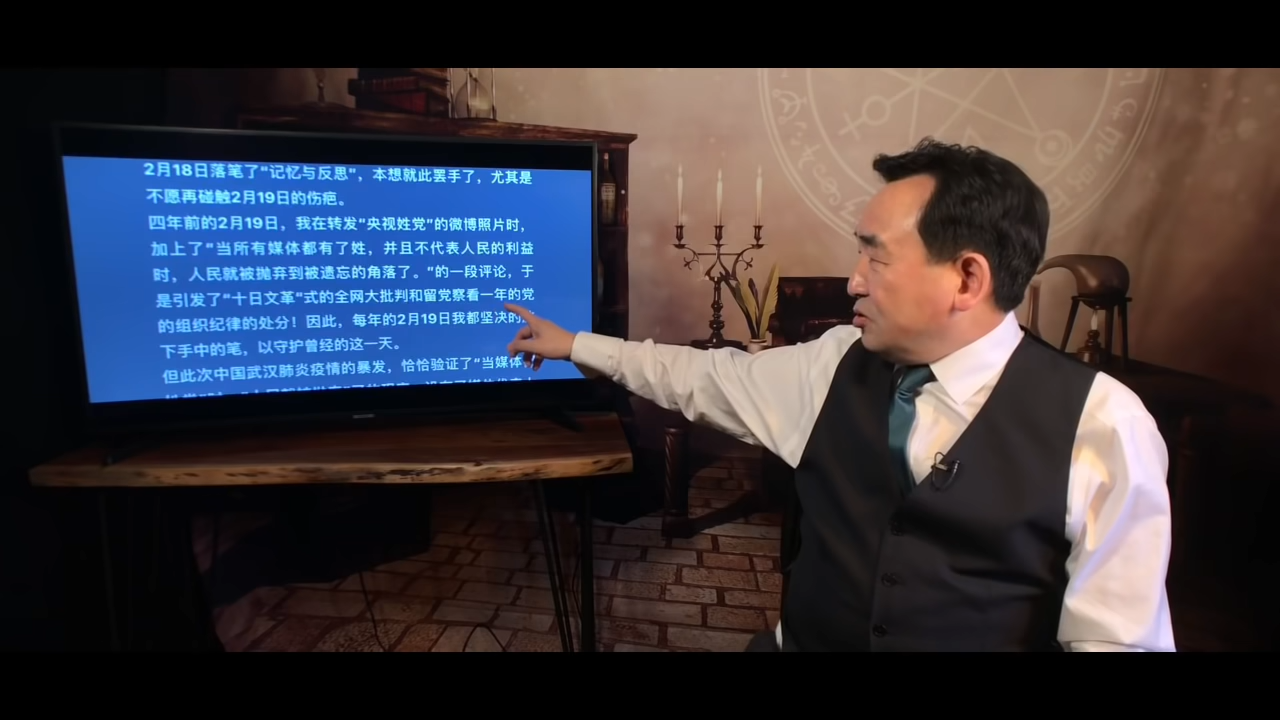 2月18日落笔了“记忆与反思”，本想就此罢手了，尤其是
不愿再碰触2月19日的伤疤。
四年前的2月19日，我在转发“央视姓党”的微博照片时，
加上了“当所有媒体都有了姓，并且不代表人民的利益
时，人民就被抛弃到被遗忘的角落了。”的一段评论，于
是引发了“十日文革”式的全网大批判和留党察看一年的党
的组织纪律的处分！因此，每年的2月19日我都坚决的
下手中的笔，以守护曾经的这一天。
但此次中国武汉肺炎疫情的暴发，恰恰验证了“当媒体